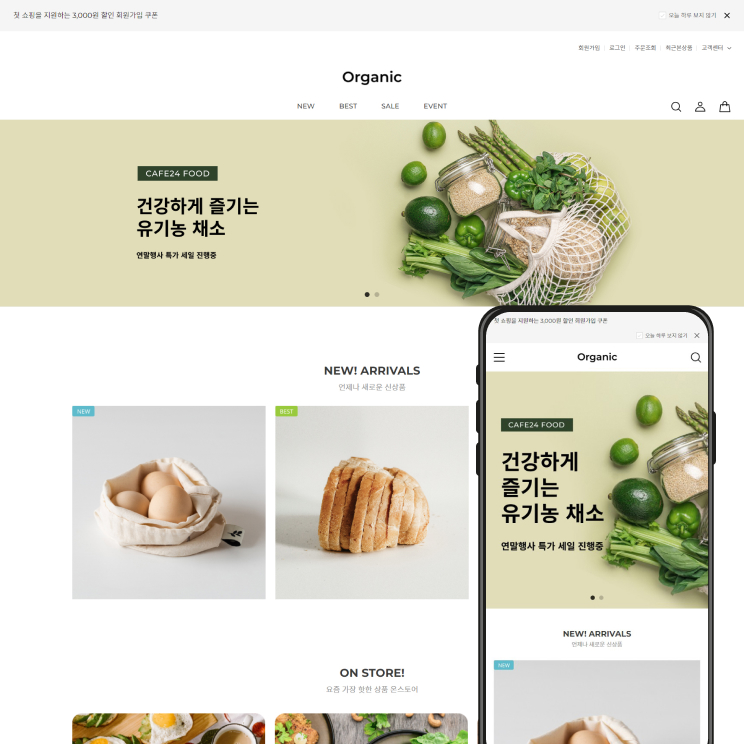 첫 쇼핑을 지원하는 3,000원 할인 회원가입 쿠폰
오늘 하루 보지 않기
회원가입 로그인 주문조회 최근본상품 고객센터
Organic
NEW BEST SALE EVENT
CAFE24 FOOD
건강하게 즐기는
유기농 채소
연말행사 특가 세일 진행중
NEW! ARRIVALS
언제나 새로운 신상품
NEW
BEST
ON STORE!
요즘 가장 핫한 상품 온스토어
첫 쇼핑을 지원하는 3,000원 할인 회원가입 쿠폰
오늘 하루 보지 않기
Organic
CAFE24 FOOD
건강하게
즐기는
유기농 채소
연말행사 특가 세일 진행중
NEW! ARRIVALS
언제나 새로운 신상품
NEW